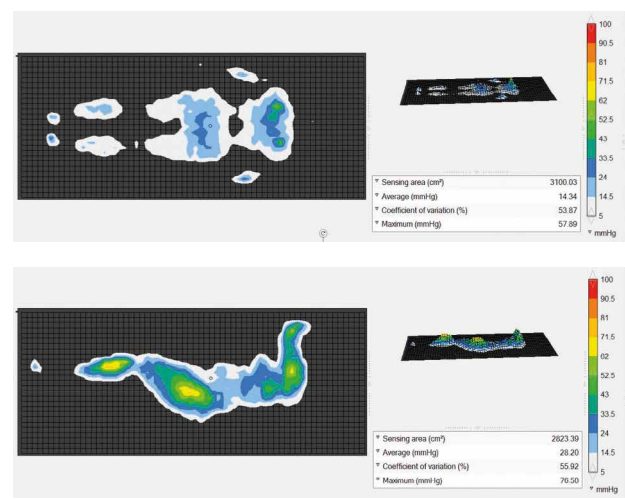 100
90.5
81
71.5
62
52.5
43
33.5
24
14.5
5
mmHg
Sensing area (cm²) 3100.03
Average (mmHg) 14.34
Coefficient of variation (%) 53.87
Maximum (mmHg) 57.89
100
90.5
81
71.5
62
52.5
43
33.5
24
14.5
5
mmHg
Sensing area (cm²) 2823.39
Average (mmHg) 28.20
Coefficient of variation (%) 55.92
Maximum (mmHg) 76.50